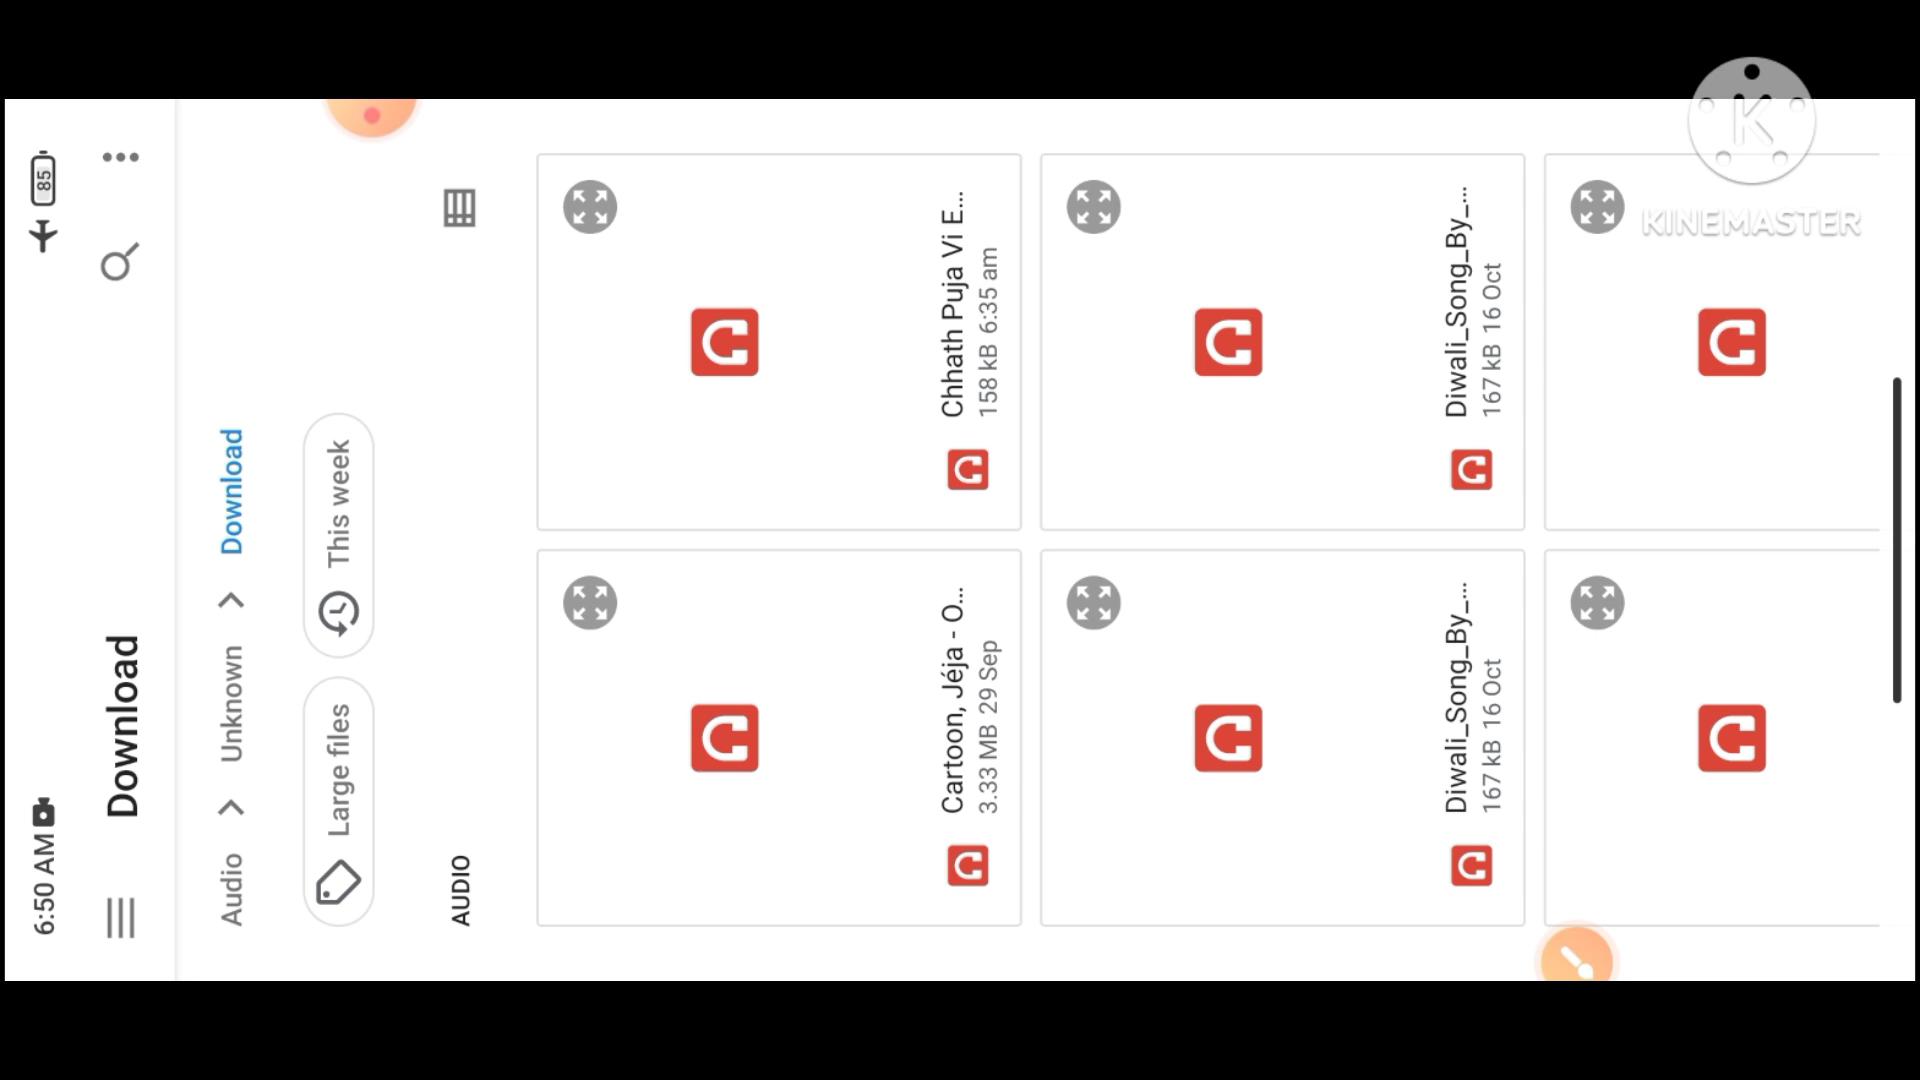 6:50 AM
85
Download
Audio > Unknown > Download
Large files
This week
AUDIO
Cartoon, Jéja - O...
3.33 MB 29 Sep
Chhath Puja Vi E...
158 kB 6:35 am
Diwali_Song_By_...
167 kB 16 Oct
Diwali_Song_By_...
167 kB 16 Oct
K
KINEMASTER